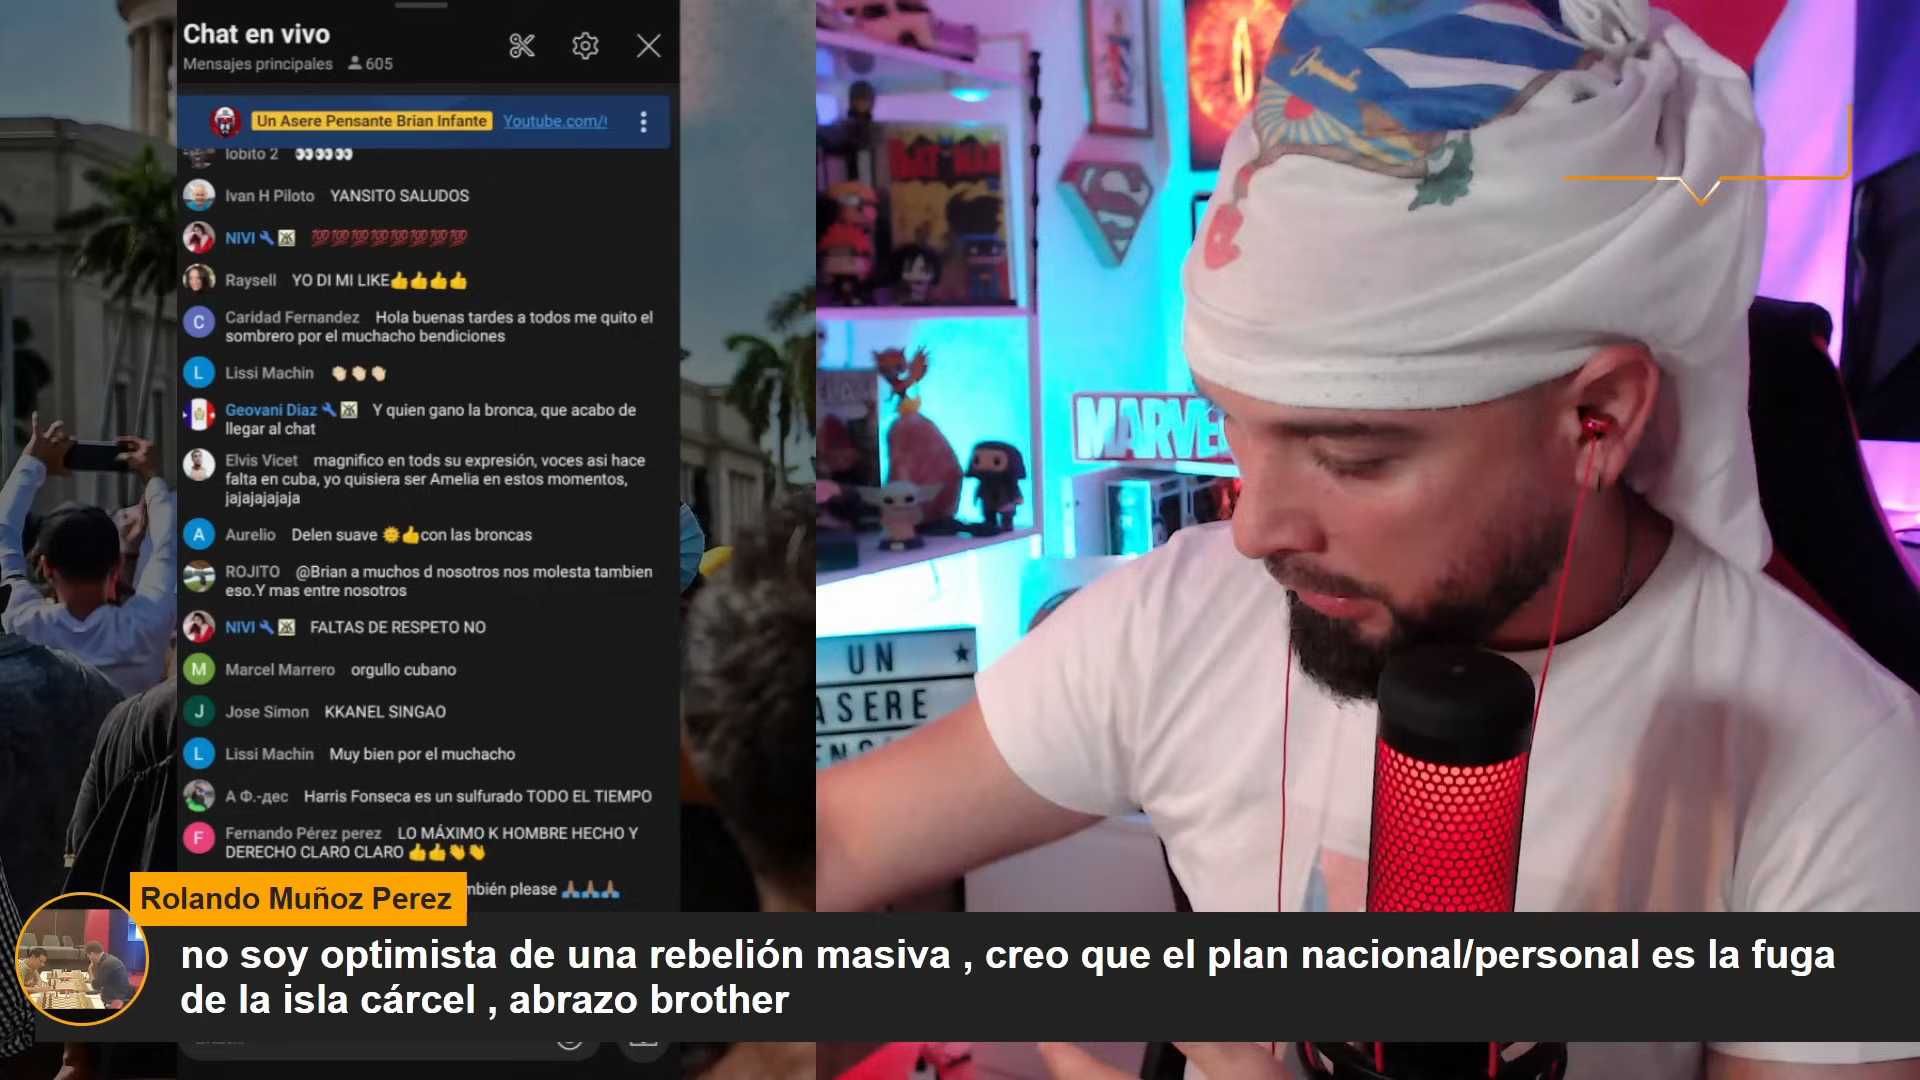 Chat en vivo
Mensajes principales 605
Un Asere Pensante Brian Infante Youtube.com/
lobito 2 👀👀👀
Ivan H Piloto YANSITO SALUDOS
NIVI 💯💯💯💯💯💯💯💯
Raysell YO DI MI LIKE👍👍👍👍
C Caridad Fernandez Hola buenas tardes a todos me quito el
sombrero por el muchacho bendiciones
L Lissi Machin 👏🏻👏🏻👏🏻
Geovani Diaz Y quien gano la bronca, que acabo de
llegar al chat
Elvis Vicet magnifico en tods su expresión, voces asi hace
falta en cuba, yo quisiera ser Amelia en estos momentos,
jajajajajaja
A Aurelio Delen suave 🌞👍con las broncas
ROJITO @Brian a muchos d nosotros nos molesta tambien
eso.Y mas entre nosotros
NIVI FALTAS DE RESPETO NO
M Marcel Marrero orgullo cubano
J Jose Simon KKANEL SINGAO
L Lissi Machin Muy bien por el muchacho
А Ф.-дес Harris Fonseca es un sulfurado TODO EL TIEMPO
F Fernando Pérez perez LO MÁXIMO K HOMBRE HECHO Y
DERECHO CLARO CLARO 👍👍👏👏
mbién please 🙏🏽🙏🏽🙏🏽
Rolando Muñoz Perez
no soy optimista de una rebelión masiva , creo que el plan nacional/personal es la fuga
de la isla cárcel , abrazo brother
BATMAN
MARVE
UN
ASERE